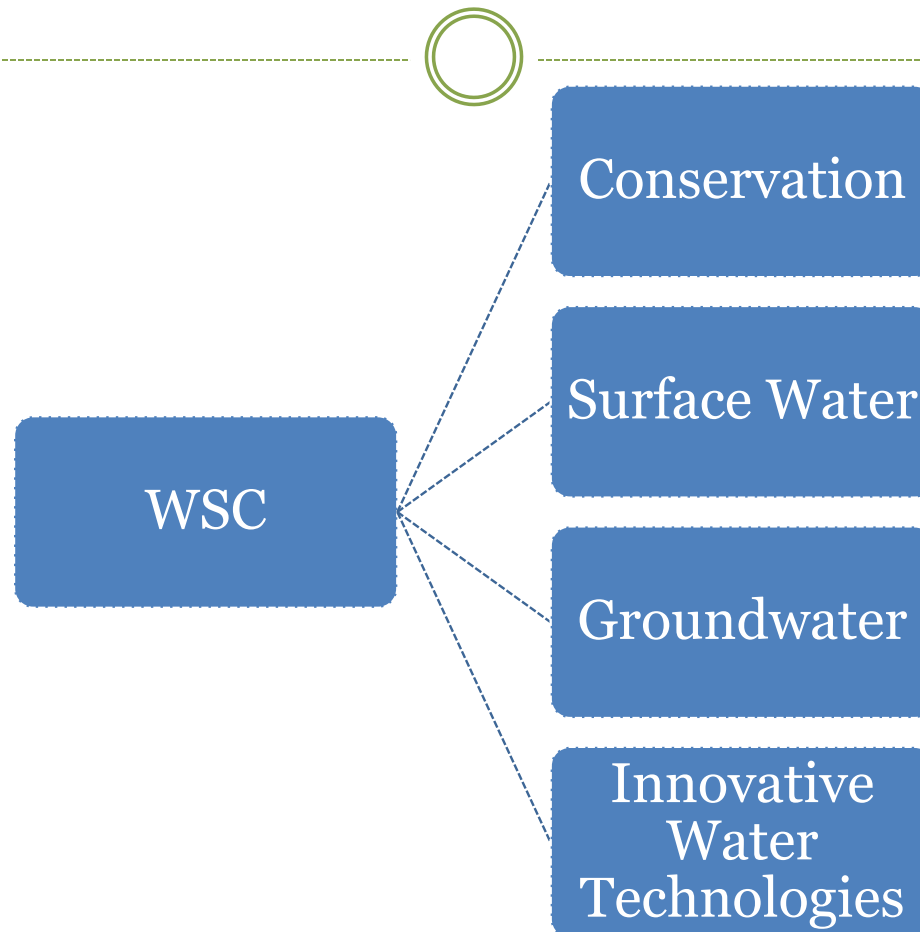 WSC
Conservation
Surface Water
Groundwater
Innovative
Water
Technologies